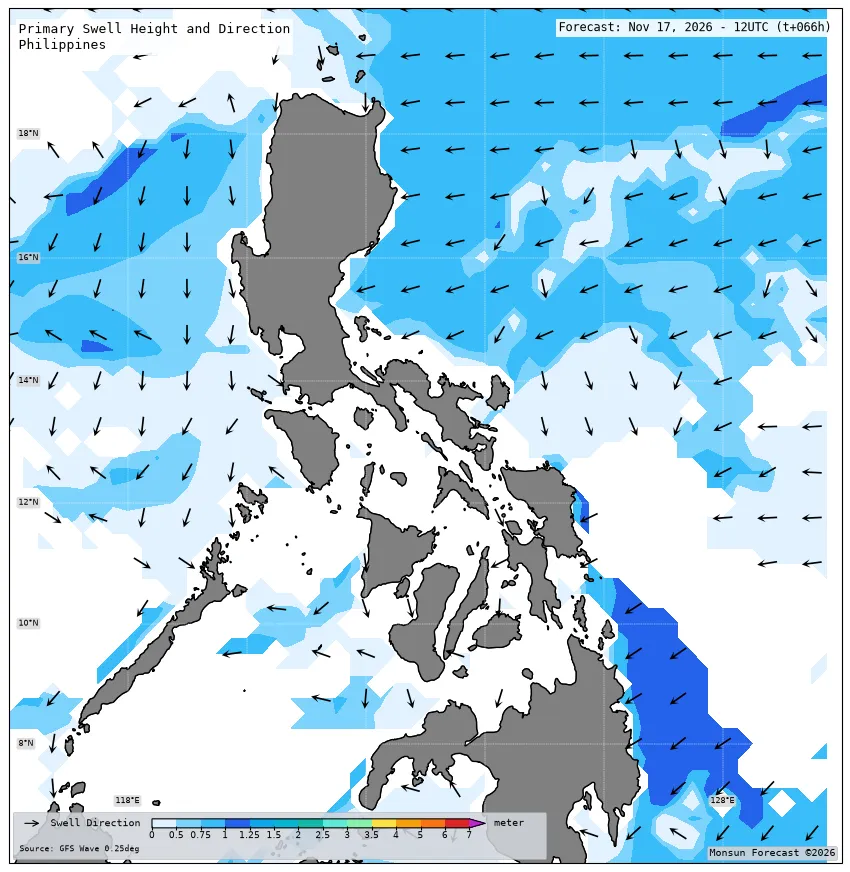 Primary Swell Height and Direction
Philippines
Forecast: Nov 17, 2026 - 12UTC (t+066h)
18°N
16°N
14°N
12°N
10°N
8°N
118°E
128°E
Swell Direction
meter
0 0.5 0.75 1 1.25 1.5 2 2.5 3 3.5 4 5 6 7
Source: GFS Wave 0.25deg
Monsun Forecast ©2026